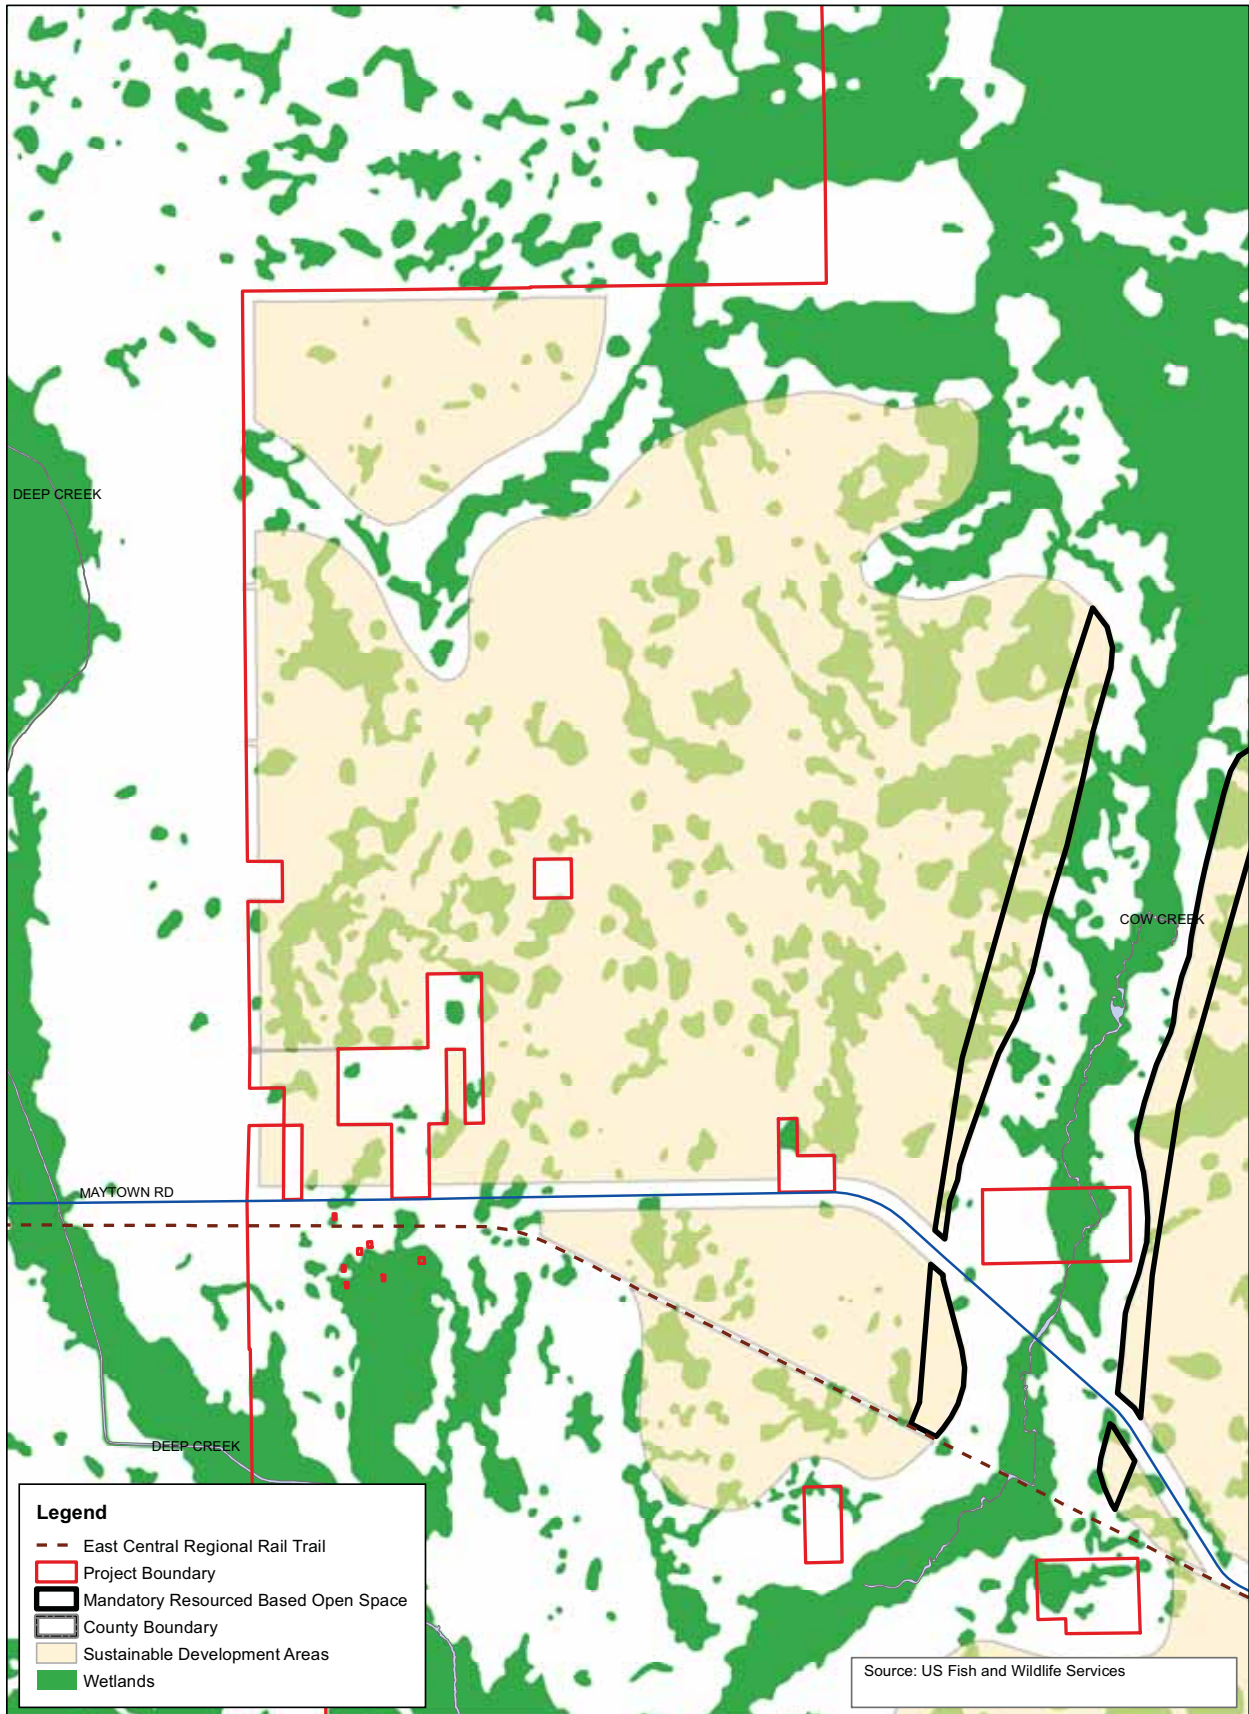 DEEP CREEK
COW CREEK
MAYTOWN RD
DEEP CREEK
Legend
East Central Regional Rail Trail
Project Boundary
Mandatory Resourced Based Open Space
County Boundary
Sustainable Development Areas
Wetlands
Source: US Fish and Wildlife Services